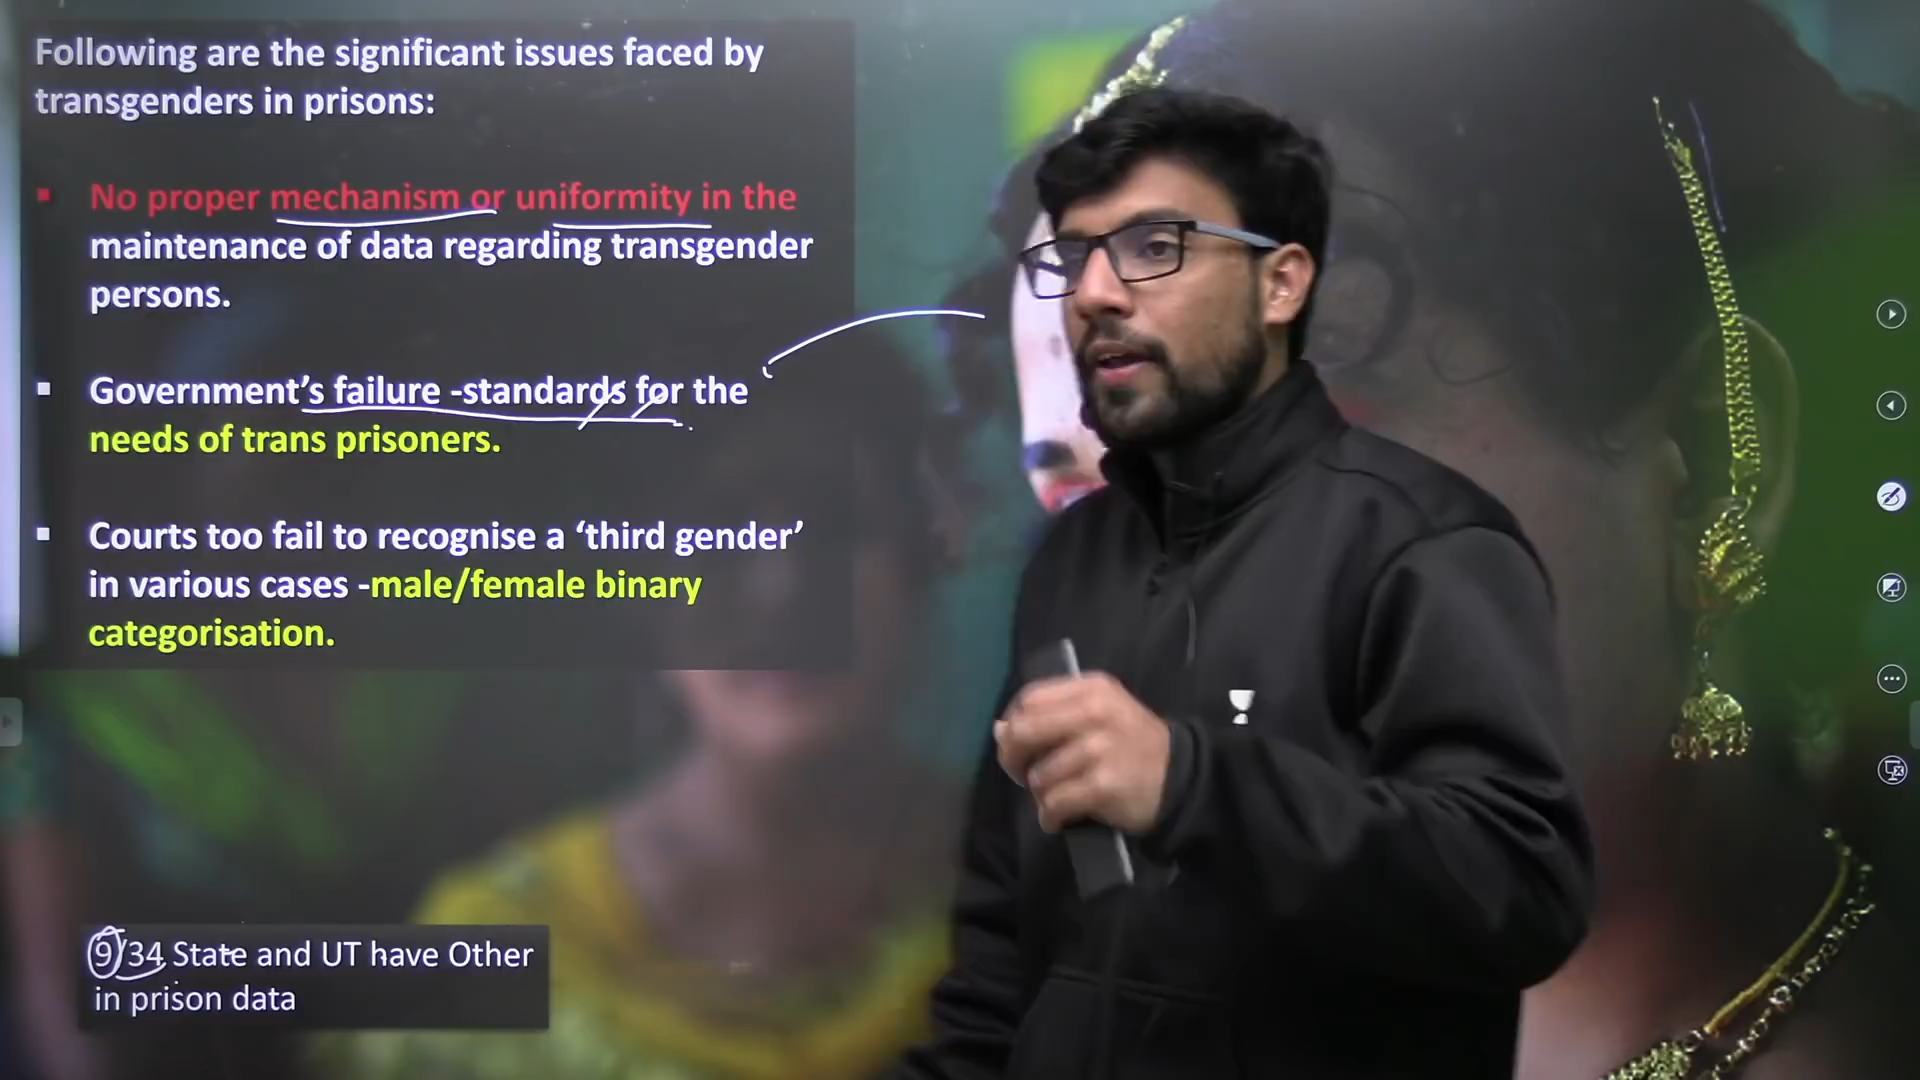 Following are the significant issues faced by
transgenders in prisons:
No proper mechanism or uniformity in the
maintenance of data regarding transgender
persons.
Government's failure -standards for the
needs of trans prisoners.
Courts too fail to recognise a ‘third gender’
in various cases -male/female binary
categorisation.
9/34 State and UT have Other
in prison data